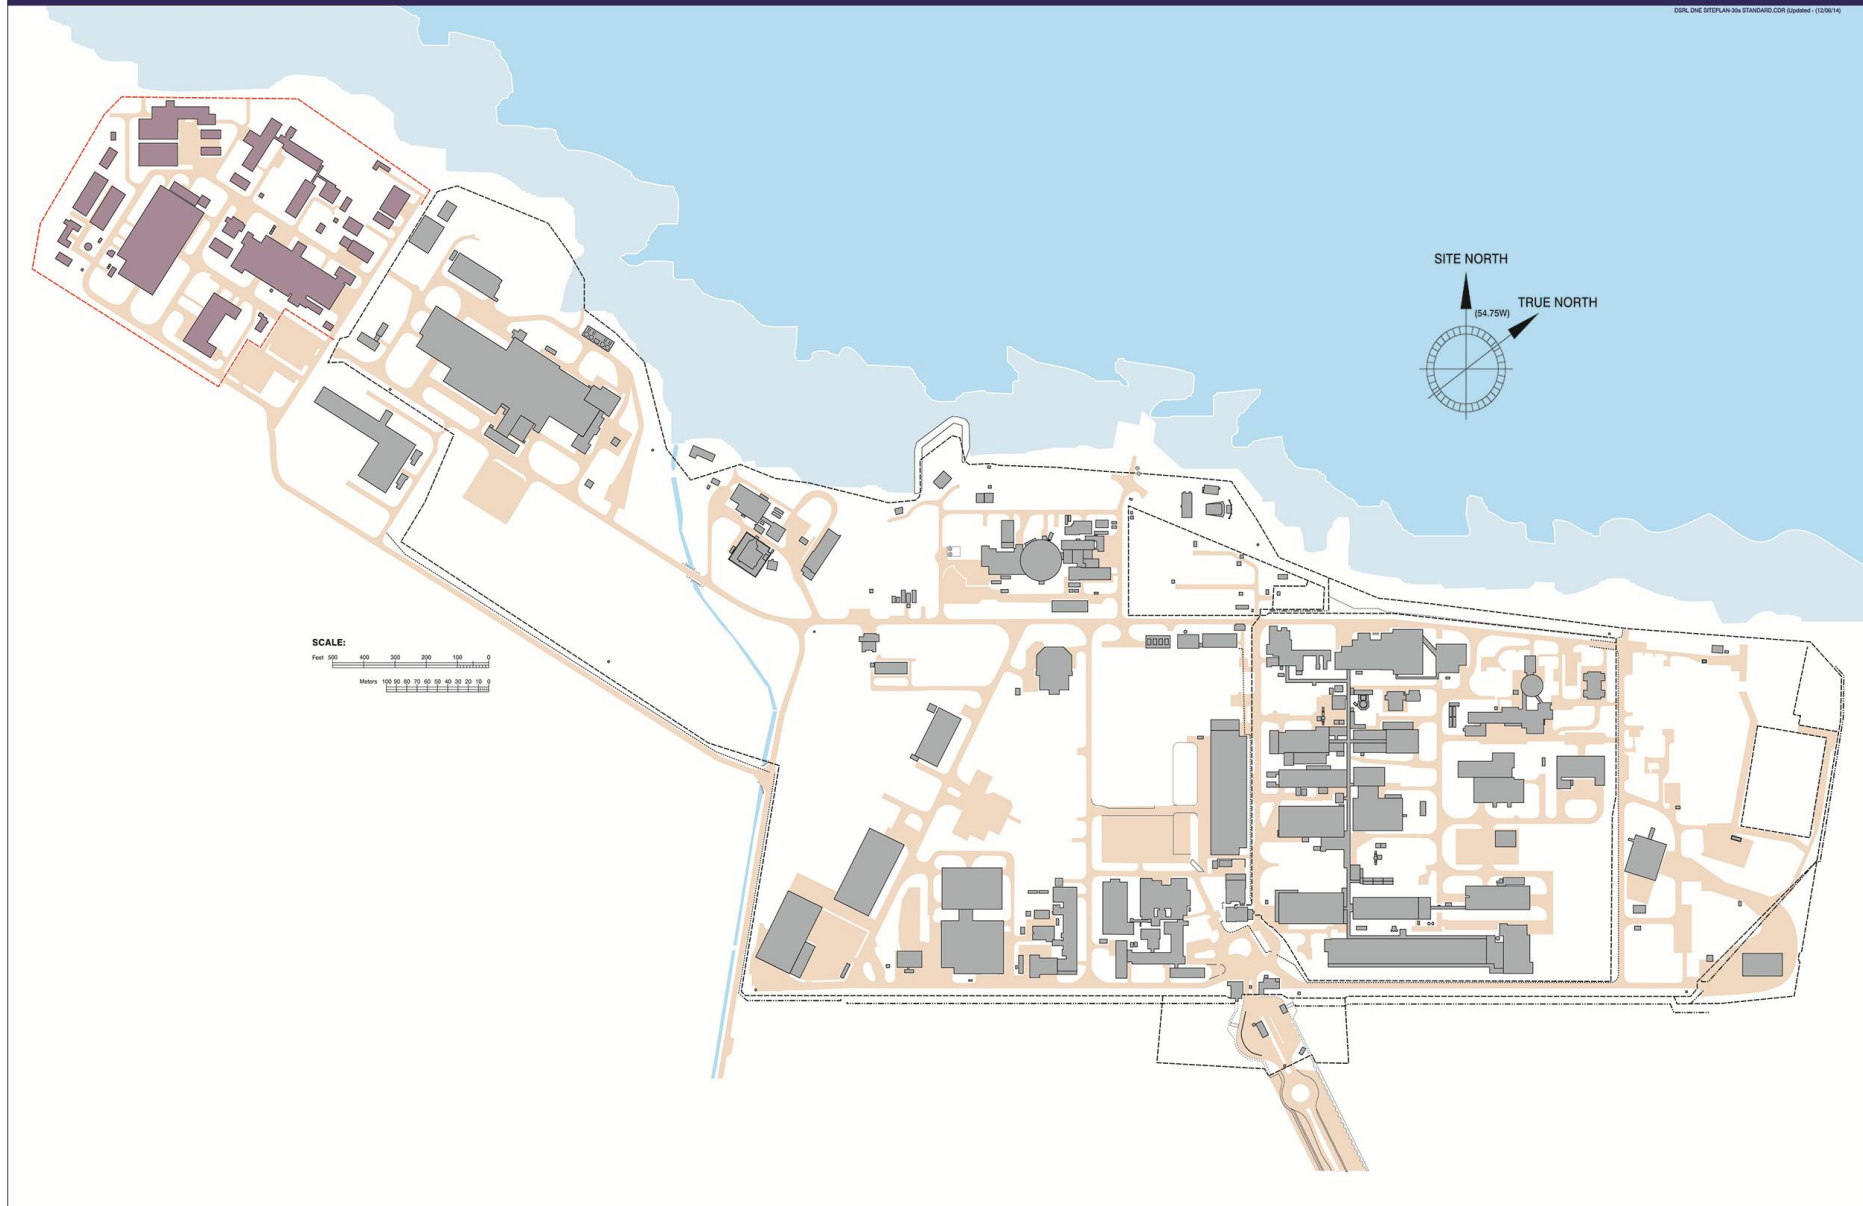 DSRL DNE SITEPLAN-30a STANDARD.CDR (Updated - (12/06/14)
SITE NORTH
TRUE NORTH
(54.75W)
SCALE:
Feet 500 400 300 200 100 0
Meters 100 90 80 70 60 50 40 30 20 10 0